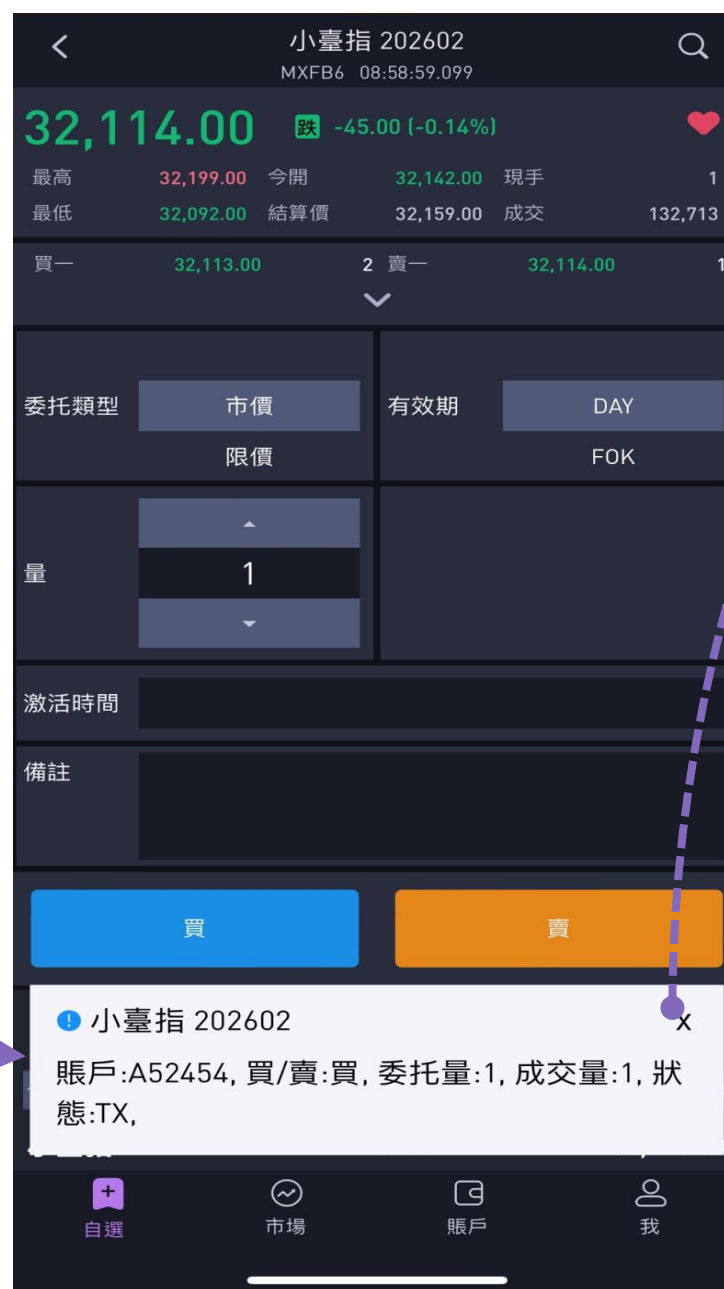 小臺指 202602
MXFB6 08:58:59.099
32,114.00 跌 -45.00 (-0.14%)
最高 32,199.00 今開 32,142.00 現手 1
最低 32,092.00 結算價 32,159.00 成交 132,713
買一 32,113.00 2 賣一 32,114.00 1
委托類型 市價 有效期 DAY
限價 FOK
量 1
激活時間
備註
買 賣
小臺指 202602 x
賬戶:A52454, 買/賣:買, 委托量:1, 成交量:1, 狀
態:TX,
自選 市場 賬戶 我